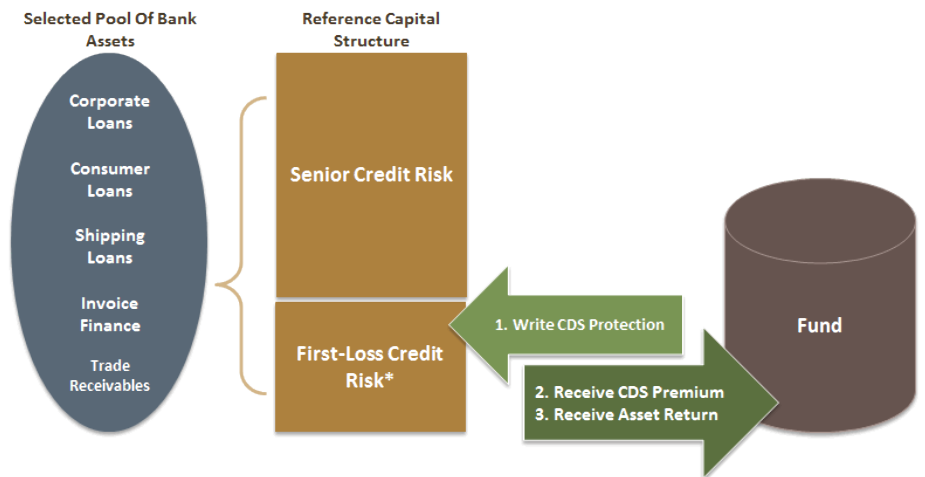 Selected Pool Of Bank
Assets
Reference Capital
Structure
Corporate
Loans
Consumer
Loans
Shipping
Loans
Invoice
Finance
Trade
Receivables
Senior Credit Risk
First-Loss Credit
Risk*
1. Write CDS Protection
2. Receive CDS Premium
3. Receive Asset Return
Fund